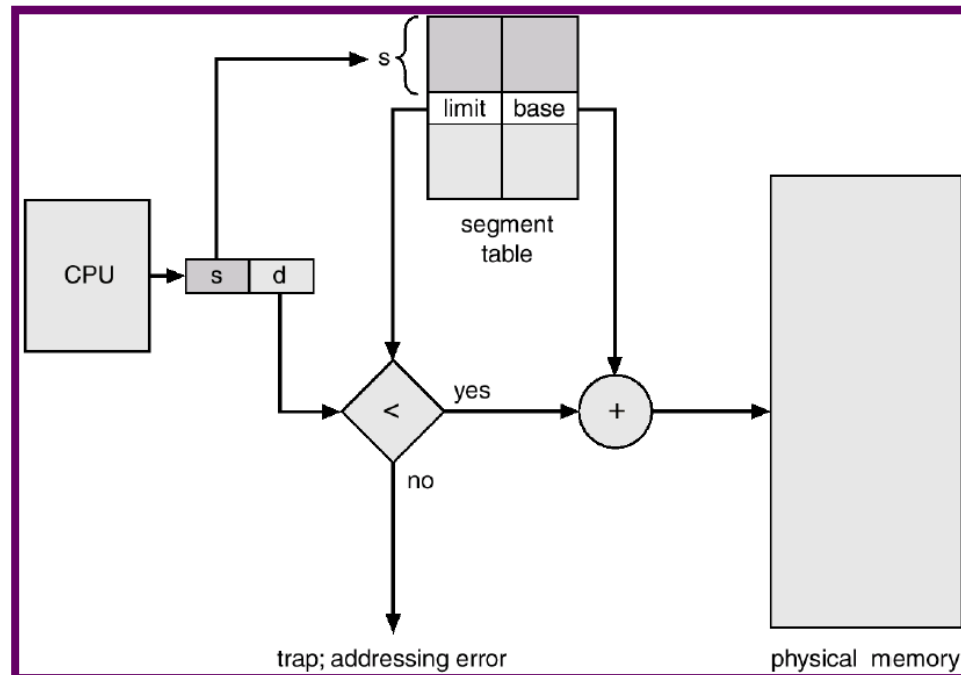 s
limit base
segment
table
CPU
s d
<
yes
+
no
trap; addressing error
physical memory